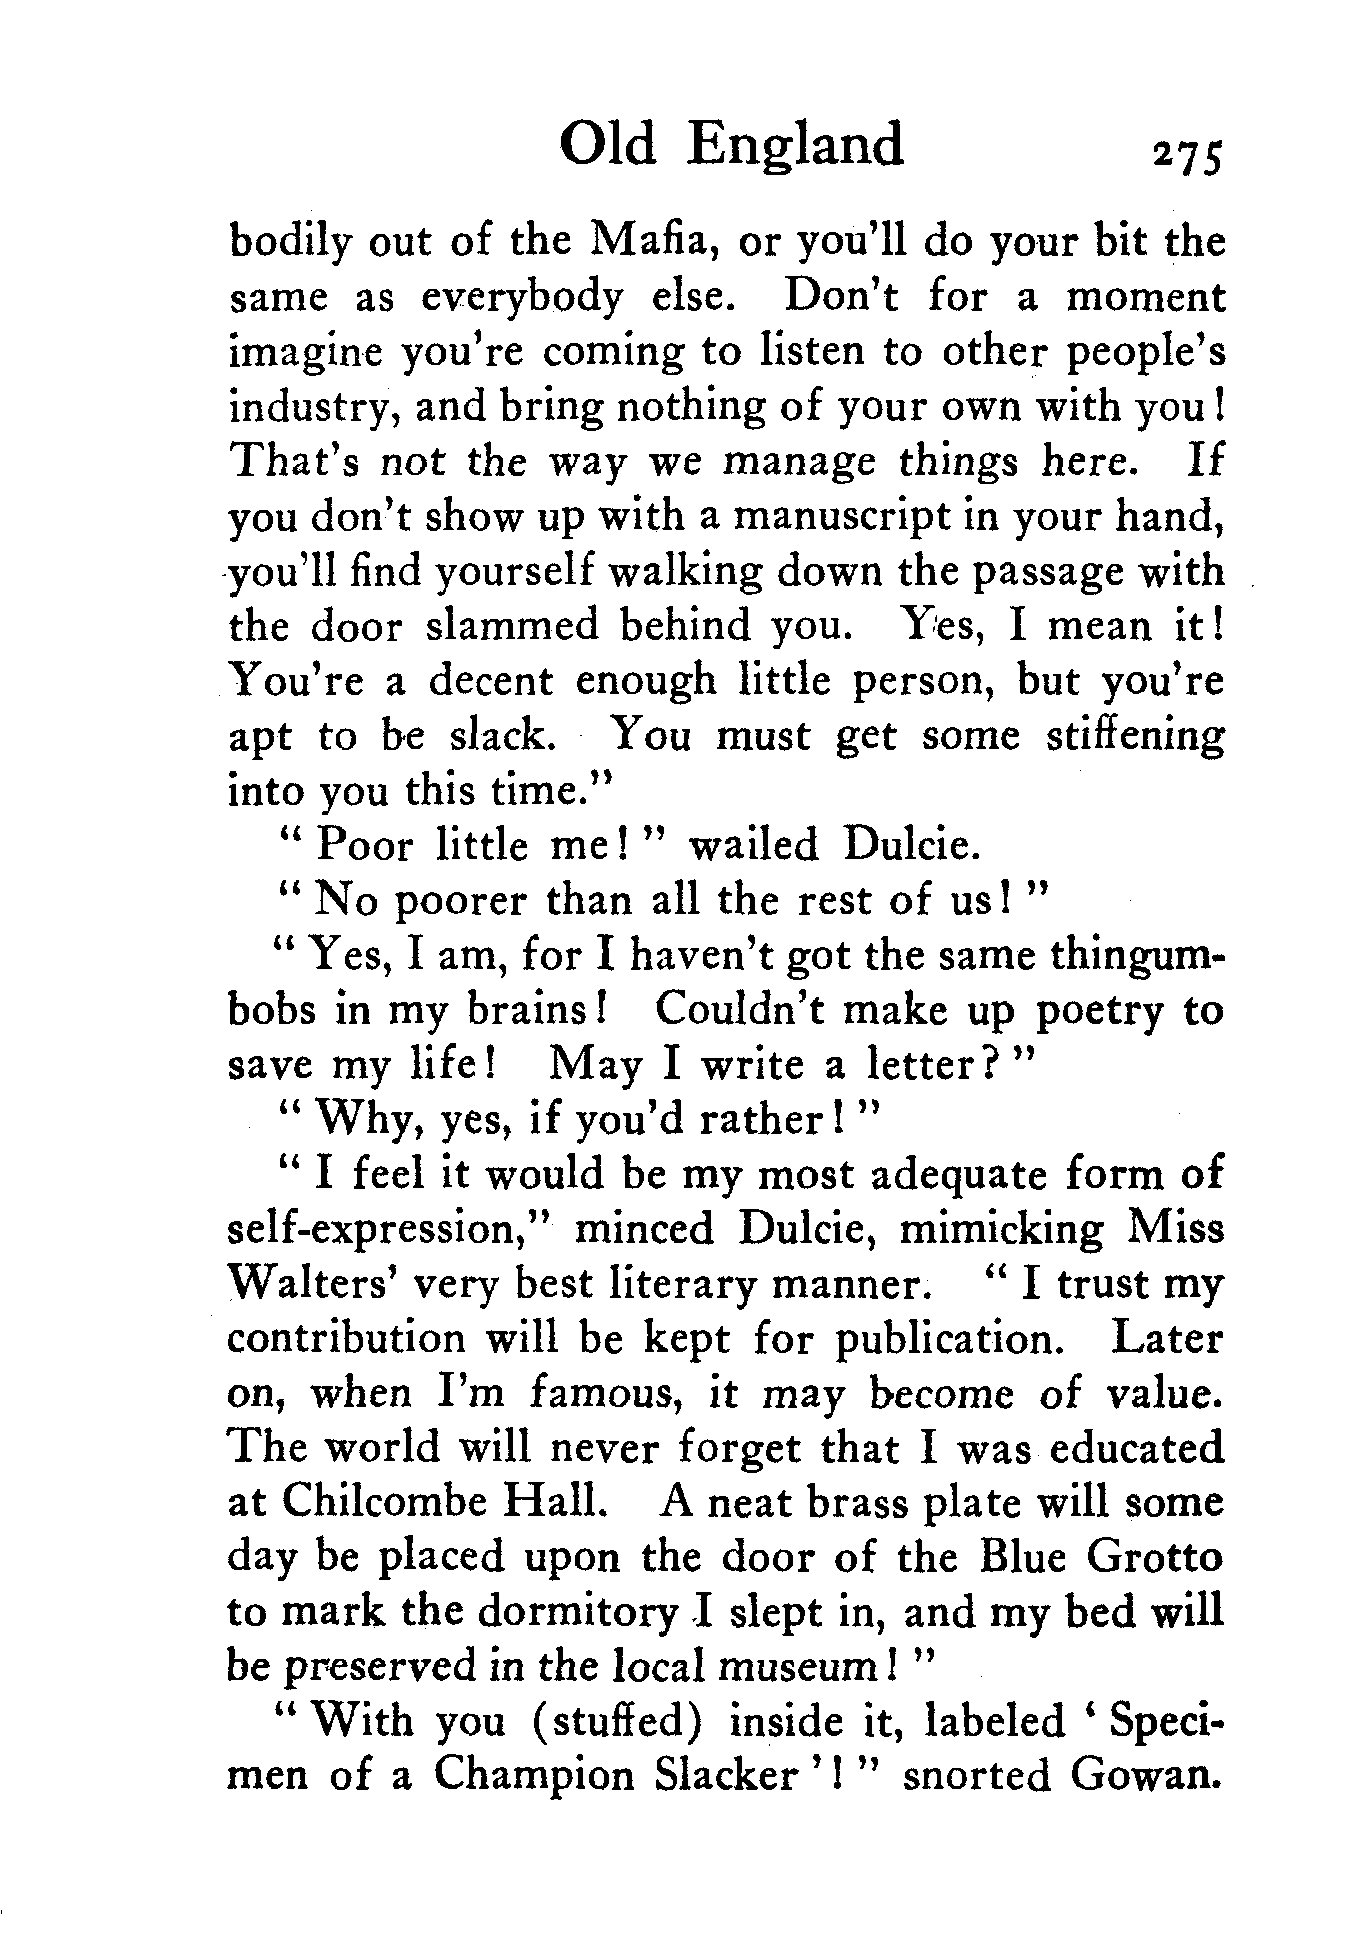 Old England
275
bodily out of the Mafia, or you'll do your bit the
same as everybody else. Don't for a moment
imagine you're coming to listen to other people's
industry, and bring nothing of your own with you!
That's not the way we manage things here. If
you don't show up with a manuscript in your hand,
you'll find yourself walking down the passage with
the door slammed behind you. Yes, I mean it!
You're a decent enough little person, but you're
apt to be slack. You must get some stiffening
into you this time."
"Poor little me!" wailed Dulcie.
"No poorer than all the rest of us!"
"Yes, I am, for I haven't got the same thingum-
bobs in my brains! Couldn't make up poetry to
save my life! May I write a letter?"
"Why, yes, if you'd rather!"
"I feel it would be my most adequate form of
self-expression," minced Dulcie, mimicking Miss
Walters' very best literary manner. "I trust my
contribution will be kept for publication. Later
on, when I'm famous, it may become of value.
The world will never forget that I was educated
at Chilcombe Hall. A neat brass plate will some
day be placed upon the door of the Blue Grotto
to mark the dormitory I slept in, and my bed will
be preserved in the local museum!"
"With you (stuffed) inside it, labeled 'Speci-
men of a Champion Slacker'!" snorted Gowan.